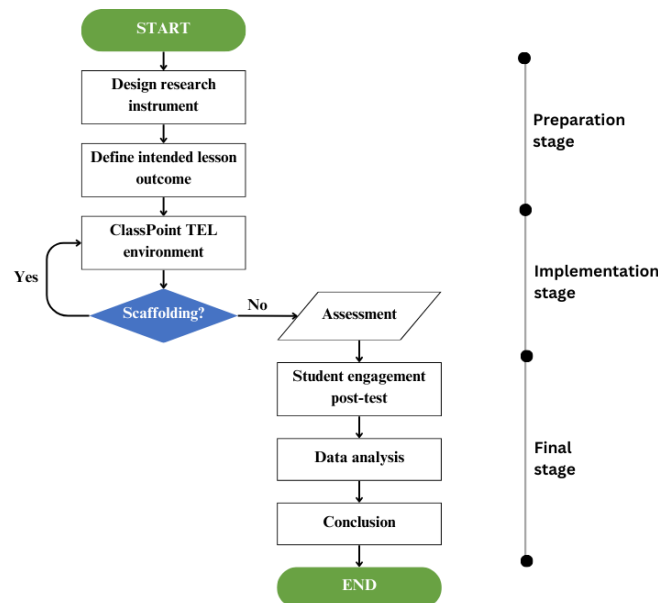 START
Design research
instrument
Preparation
stage
Define intended lesson
outcome
ClassPoint TEL
environment
Yes
Implementation
stage
Scaffolding?
No
Assessment
Student engagement
post-test
Data analysis
Final
stage
Conclusion
END